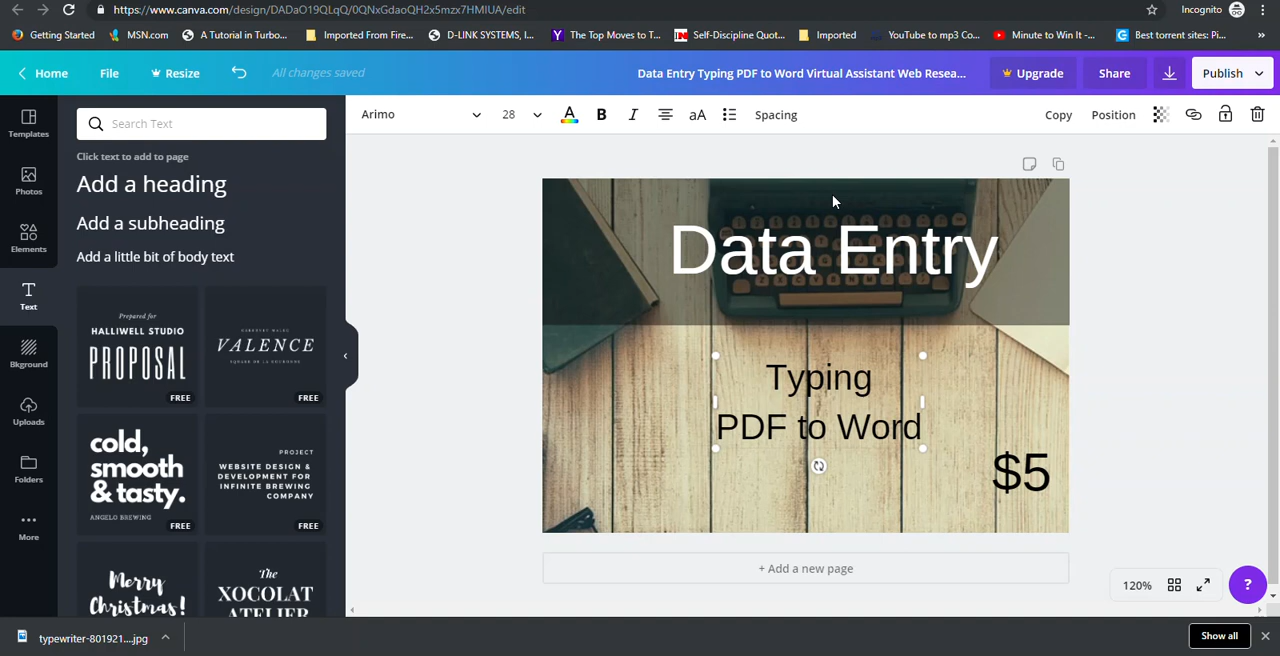 https://www.canva.com/design/DADaO19QLqQ/0QNxGdaoQH2x5mzx7HMIUA/edit
Incognito
Getting Started
MSN.com
A Tutorial in Turbo...
Imported From Fire...
D-LINK SYSTEMS, I...
The Top Moves to T...
Self-Discipline Quot...
Imported
YouTube to mp3 Co...
Minute to Win It -...
Best torrent sites: Pi...
»
Home
File
Resize
All changes saved
Data Entry Typing PDF to Word Virtual Assistant Web Resea...
Upgrade
Share
Publish
Templates
Photos
Elements
Text
Bkground
Uploads
Folders
More
Search Text
Click text to add to page
Add a heading
Add a subheading
Add a little bit of body text
Prepared for
HALLIWELL STUDIO
PROPOSAL
FREE
VALENCE
FREE
cold,
smooth
& tasty.
ANGELO BREWING
FREE
PROJECT
WEBSITE DESIGN &
DEVELOPMENT FOR
INFINITE BREWING
COMPANY
FREE
Merry
Christmas!
The
XOCOLAT
ATELIER
Arimo
28
A
B
I
aA
Spacing
Copy
Position
Data Entry
Typing
PDF to Word
$5
+ Add a new page
120%
?
typewriter-801921....jpg
Show all